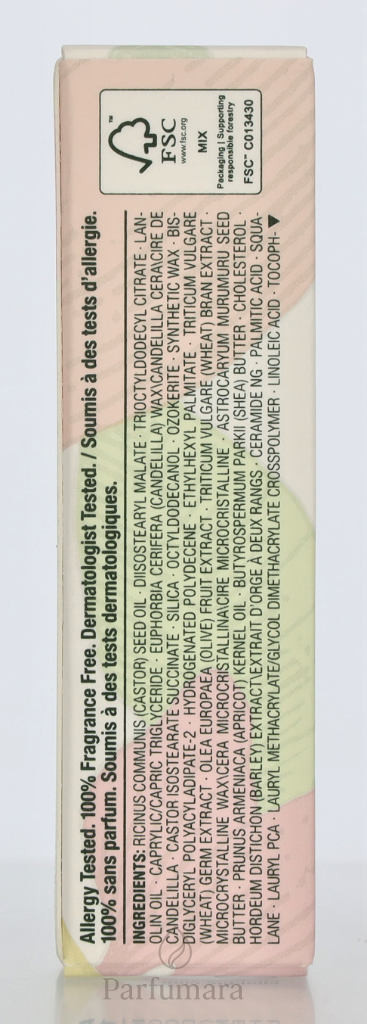 Allergy Tested. 100% Fragrance Free. Dermatologist Tested. / Soumis à des tests d'allergie.
100% sans parfum. Soumis à des tests dermatologiques.
INGREDIENTS: RICINUS COMMUNIS (CASTOR) SEED OIL · DIISOSTEARYL MALATE · TRIOCTYLDODECYL CITRATE · LAN-
OLIN OIL · CAPRYLIC/CAPRIC TRIGLYCERIDE · EUPHORBIA CERIFERA (CANDELILLA) WAX\CANDELILLA CERA\CIRE DE
CANDELILLA · CASTOR ISOSTEARATE SUCCINATE · SILICA · OCTYLDODECANOL · OZOKERITE · SYNTHETIC WAX · BIS-
DIGLYCERYL POLYACYLADIPATE-2 · HYDROGENATED POLYDECENE · ETHYLHEXYL PALMITATE · TRITICUM VULGARE
(WHEAT) GERM EXTRACT · OLEA EUROPAEA (OLIVE) FRUIT EXTRACT · TRITICUM VULGARE (WHEAT) BRAN EXTRACT ·
MICROCRYSTALLINE WAX\CERA MICROCRISTALLINA\CIRE MICROCRISTALLINE · ASTROCARYUM MURUMURU SEED
BUTTER · PRUNUS ARMENIACA (APRICOT) KERNEL OIL · BUTYROSPERMUM PARKII (SHEA) BUTTER · CHOLESTEROL ·
HORDEUM DISTICHON (BARLEY) EXTRACT\EXTRAIT D'ORGE À DEUX RANGS · CERAMIDE NG · PALMITIC ACID · SQUA-
LANE · LAURYL PCA · LAURYL METHACRYLATE/GLYCOL DIMETHACRYLATE CROSSPOLYMER · LINOLEIC ACID · TOCOPH-▼
™
FSC
www.fsc.org
MIX
Packaging | Supporting
responsible forestry
FSC™ C013430
Parfumara